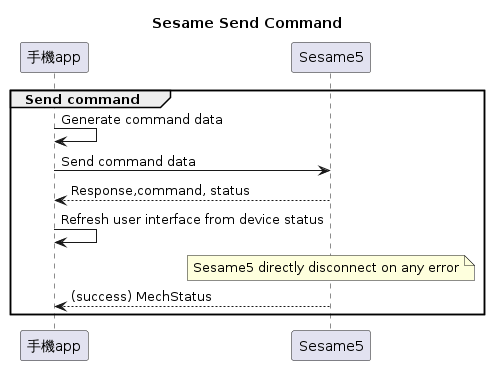 Sesame Send Command
手機app
Sesame5
Send command
Generate command data
Send command data
Response,command, status
Refresh user interface from device status
Sesame5 directly disconnect on any error
(success) MechStatus
手機app
Sesame5